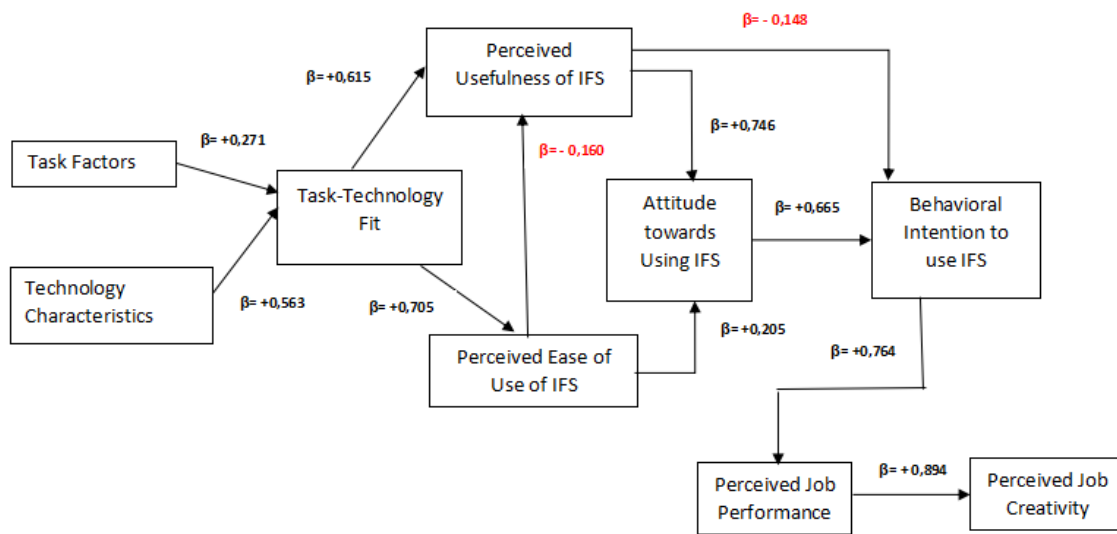 β= - 0,148
Perceived
Usefulness of IFS
β= +0,615
β= +0,746
β= +0,271
β= - 0,160
Task Factors
Task-Technology
Fit
Attitude
towards
Using IFS
β= +0,665
Behavioral
Intention to
use IFS
Technology
Characteristics
β= +0,563
β= +0,705
Perceived Ease of
Use of IFS
β= +0,205
β= +0,764
Perceived Job
Performance
β= +0,894
Perceived Job
Creativity